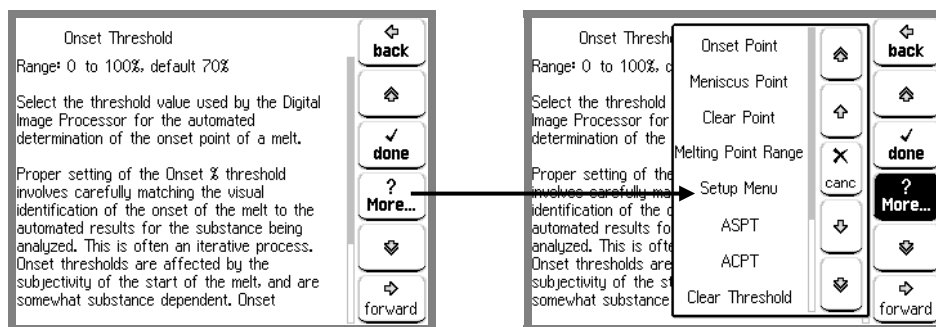 Onset Threshold
back
Range: 0 to 100%, default 70%
Select the threshold value used by the Digital
Image Processor for the automated
determination of the onset point of a melt.
done
Proper setting of the Onset % threshold
involves carefully matching the visual
identification of the onset of the melt to the
automated results for the substance being
analyzed. This is often an iterative process.
Onset thresholds are affected by the
subjectivity of the start of the melt, and are
somewhat substance dependent. Onset
?
More...
forward
Onset Thresh
Range: 0 to 100%, d
Select the threshold
Image Processor for
determination of the
Proper setting of the
involves carefully ma
identification of the o
automated results fo
analyzed. This is ofte
Onset thresholds are
subjectivity of the st
somewhat substance
Onset Point
Meniscus Point
Clear Point
Melting Point Range
Setup Menu
ASPT
ACPT
Clear Threshold
canc
back
done
?
More...
forward